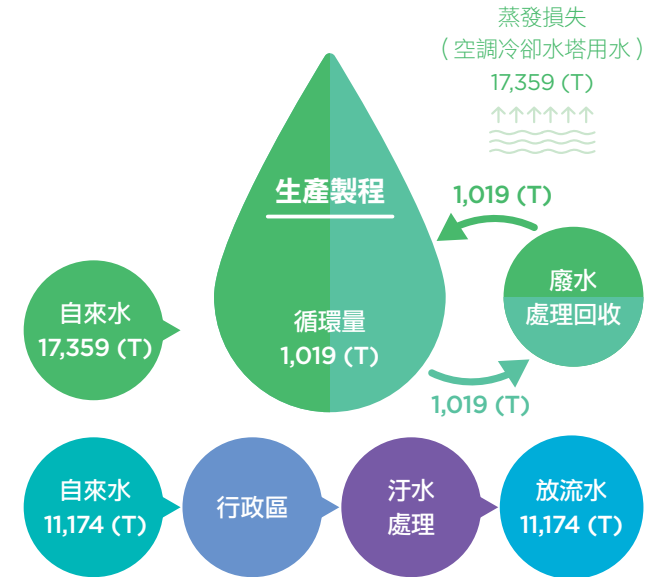 蒸發損失
（空調冷卻水塔用水）
17,359 (T)
生產製程
1,019 (T)
廢水
處理回收
自來水
17,359 (T)
循環量
1,019 (T)
1,019 (T)
自來水
11,174 (T)
行政區
汙水
處理
放流水
11,174 (T)